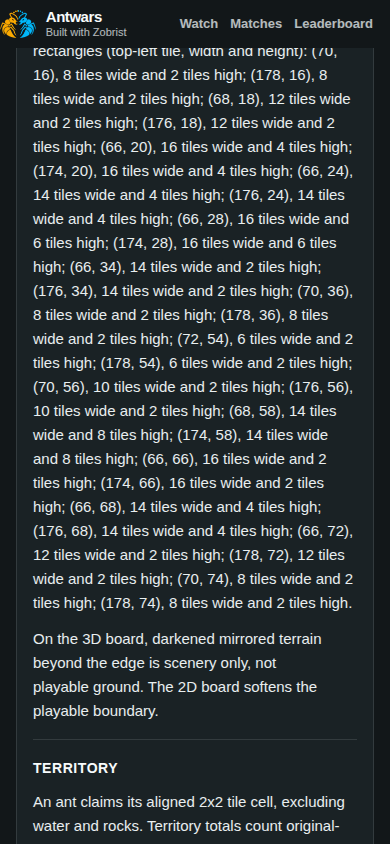 Antwars
Built with Zobrist
Watch Matches Leaderboard
rectangles (top-left tile, width and height): (70,
16), 8 tiles wide and 2 tiles high; (178, 16), 8
tiles wide and 2 tiles high; (68, 18), 12 tiles wide
and 2 tiles high; (176, 18), 12 tiles wide and 2
tiles high; (66, 20), 16 tiles wide and 4 tiles high;
(174, 20), 16 tiles wide and 4 tiles high; (66, 24),
14 tiles wide and 4 tiles high; (176, 24), 14 tiles
wide and 4 tiles high; (66, 28), 16 tiles wide and
6 tiles high; (174, 28), 16 tiles wide and 6 tiles
high; (66, 34), 14 tiles wide and 2 tiles high;
(176, 34), 14 tiles wide and 2 tiles high; (70, 36),
8 tiles wide and 2 tiles high; (178, 36), 8 tiles
wide and 2 tiles high; (72, 54), 6 tiles wide and 2
tiles high; (178, 54), 6 tiles wide and 2 tiles high;
(70, 56), 10 tiles wide and 2 tiles high; (176, 56),
10 tiles wide and 2 tiles high; (68, 58), 14 tiles
wide and 8 tiles high; (174, 58), 14 tiles wide
and 8 tiles high; (66, 66), 16 tiles wide and 2
tiles high; (174, 66), 16 tiles wide and 2 tiles
high; (66, 68), 14 tiles wide and 4 tiles high;
(176, 68), 14 tiles wide and 4 tiles high; (66, 72),
12 tiles wide and 2 tiles high; (178, 72), 12 tiles
wide and 2 tiles high; (70, 74), 8 tiles wide and 2
tiles high; (178, 74), 8 tiles wide and 2 tiles high.
On the 3D board, darkened mirrored terrain
beyond the edge is scenery only, not
playable ground. The 2D board softens the
playable boundary.
TERRITORY
An ant claims its aligned 2x2 tile cell, excluding
water and rocks. Territory totals count original-